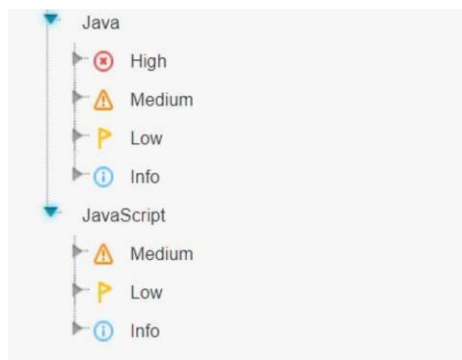 Java
High
Medium
Low
Info
JavaScript
Medium
Low
Info